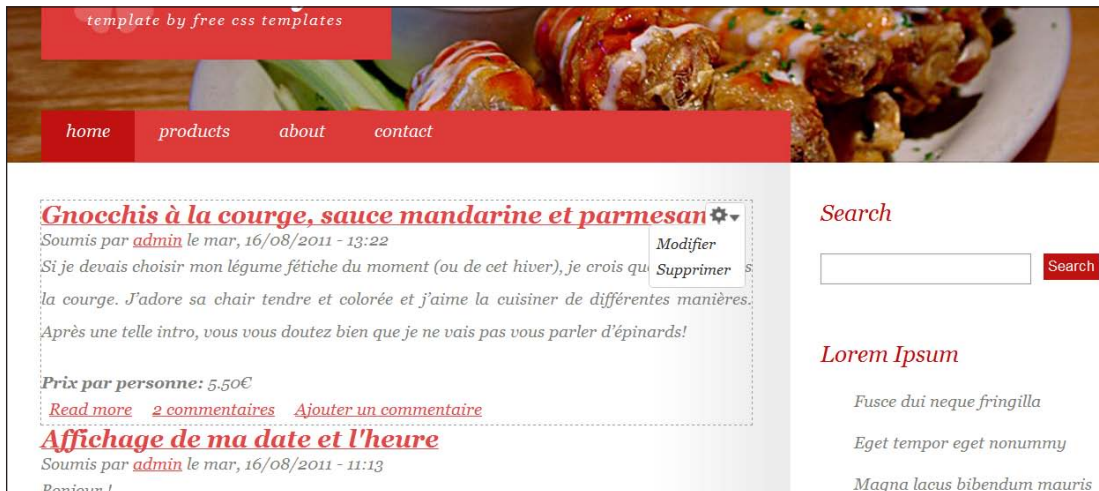 template by free css templates
home products about contact
Gnocchis à la courge, sauce mandarine et parmesan
Soumis par admin le mar, 16/08/2011 - 13:22
Modifier
Supprimer
Si je devais choisir mon légume fétiche du moment (ou de cet hiver), je crois
la courge. J'adore sa chair tendre et colorée et j'aime la cuisiner de différentes manières.
Après une telle intro, vous vous doutez bien que je ne vais pas vous parler d'épinards!
Prix par personne: 5.50€
Read more 2 commentaires Ajouter un commentaire
Affichage de ma date et l'heure
Soumis par admin le mar, 16/08/2011 - 11:13
Bonjour !
Search
Search
Lorem Ipsum
Fusce dui neque fringilla
Eget tempor eget nonummy
Magna lacus bibendum mauris